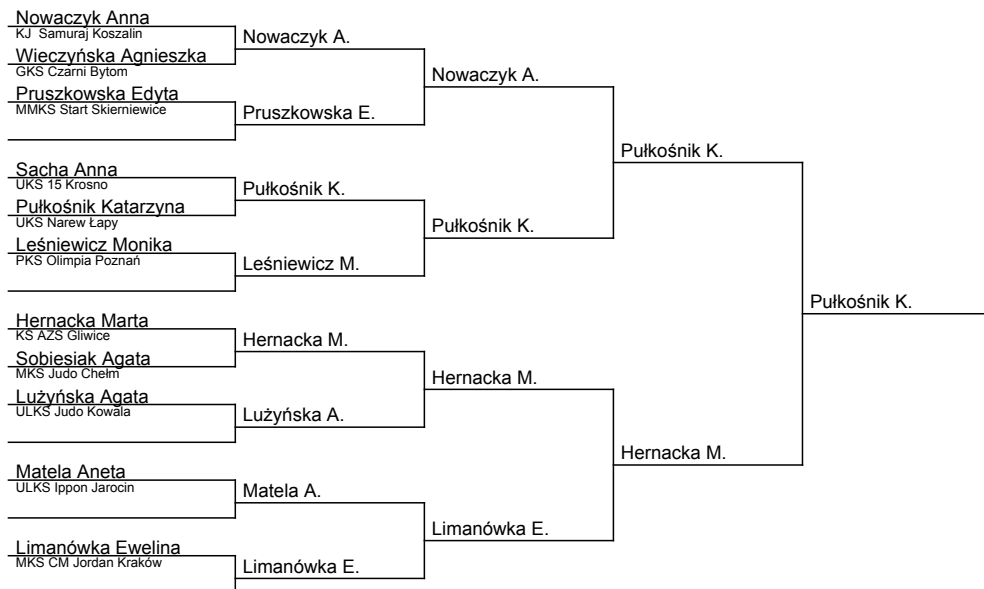 Nowaczyk Anna
KJ  Samuraj Koszalin
Wieczyńska Agnieszka
GKS Czarni Bytom
Pruszkowska Edyta
MMKS Start Skierniewice
Sacha Anna
UKS 15 Krosno
Pułkośnik Katarzyna
UKS Narew Łapy
Leśniewicz Monika
PKS Olimpia Poznań
Hernacka Marta
KS AZS Gliwice
Sobiesiak Agata
MKS Judo Chełm
Lużyńska Agata
ULKS Judo Kowala
Matela Aneta
ULKS Ippon Jarocin
Limanówka Ewelina
MKS CM Jordan Kraków
Nowaczyk A.
Pruszkowska E.
Pułkośnik K.
Leśniewicz M.
Hernacka M.
Lużyńska A.
Matela A.
Limanówka E.
Nowaczyk A.
Pułkośnik K.
Hernacka M.
Limanówka E.
Pułkośnik K.
Hernacka M.
Pułkośnik K.